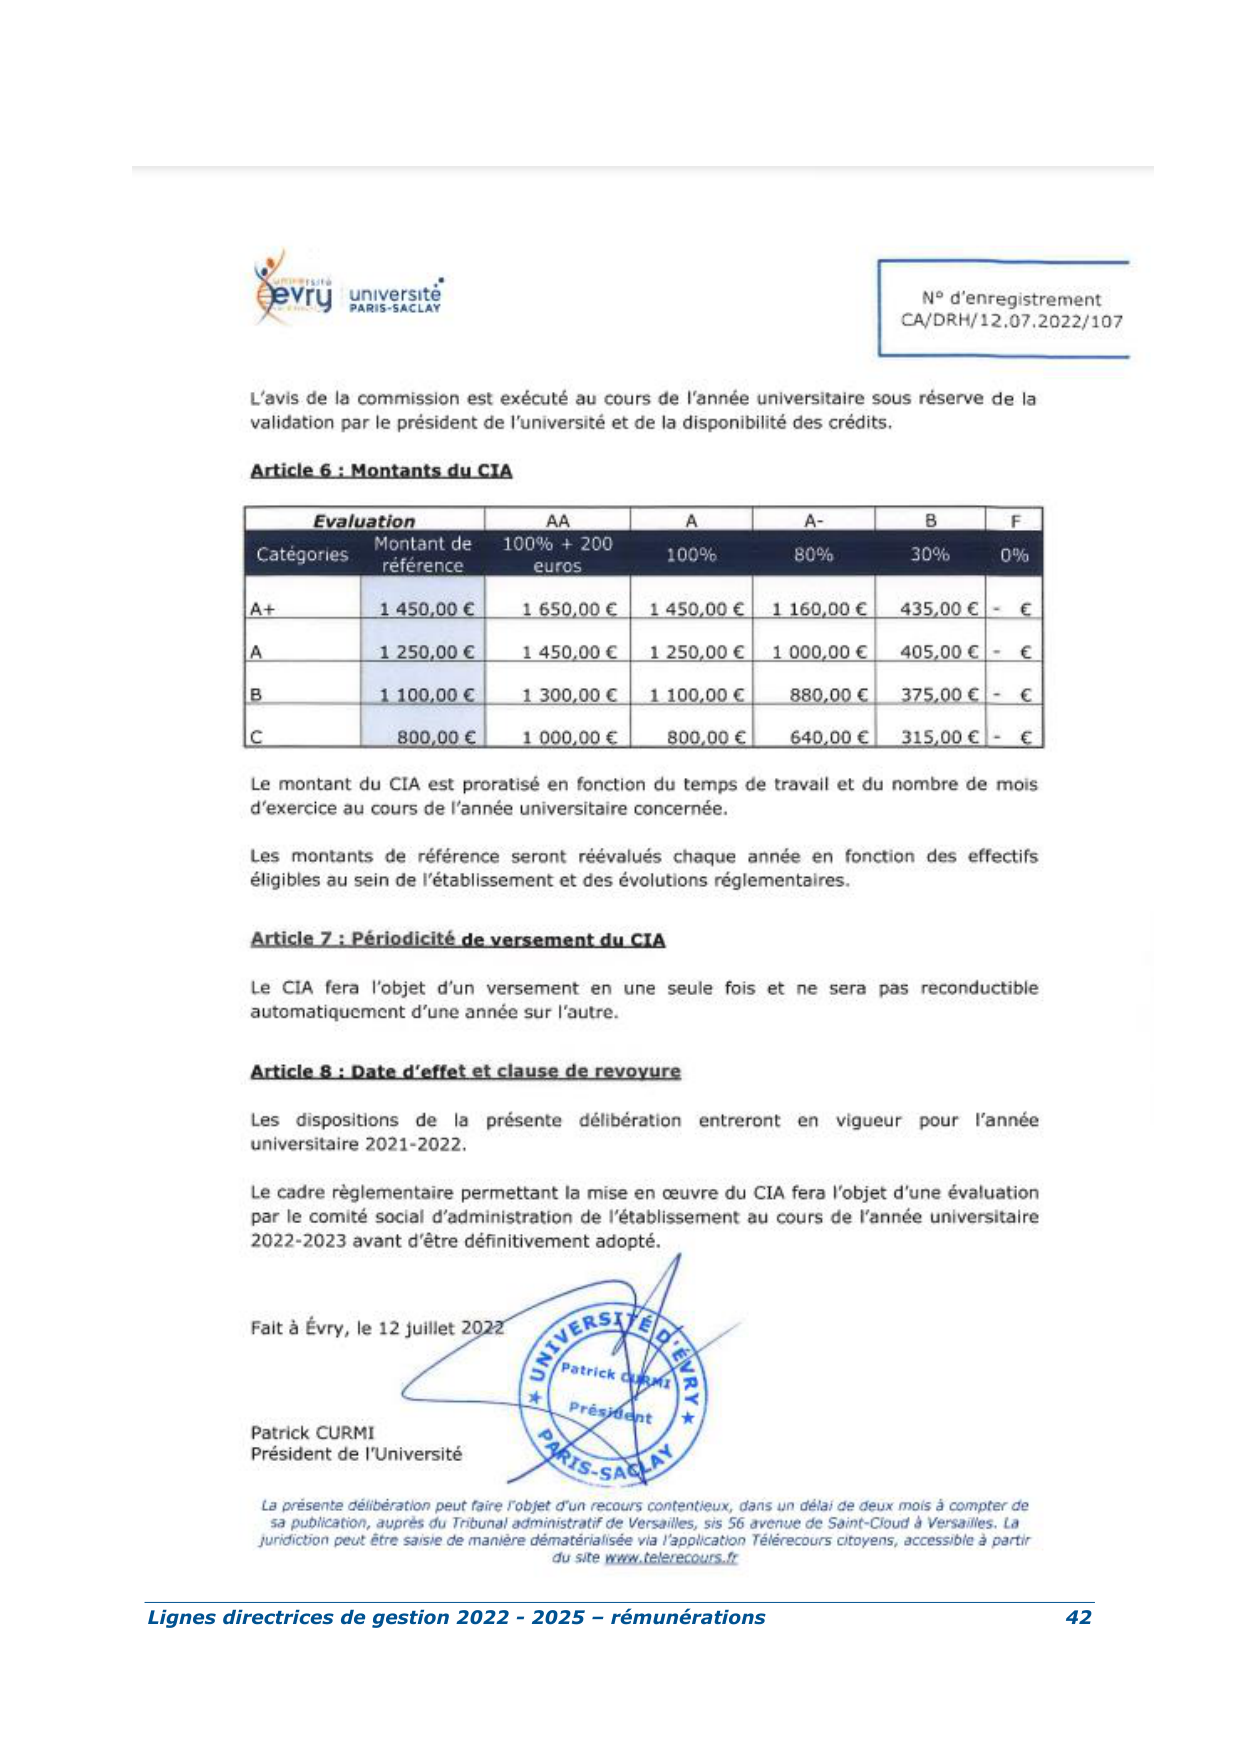 université
evry
université
PARIS-SACLAY
N° d'enregistrement
CA/DRH/12.07.2022/107
L'avis de la commission est exécuté au cours de l'année universitaire sous réserve de la
validation par le président de l'université et de la disponibilité des crédits.
Article 6 : Montants du CIA
Evaluation AA A A- B F
Catégories Montant de référence 100% + 200 euros 100% 80% 30% 0%
A+ 1 450,00 € 1 650,00 € 1 450,00 € 1 160,00 € 435,00 € - €
A 1 250,00 € 1 450,00 € 1 250,00 € 1 000,00 € 405,00 € - €
B 1 100,00 € 1 300,00 € 1 100,00 € 880,00 € 375,00 € - €
C 800,00 € 1 000,00 € 800,00 € 640,00 € 315,00 € - €
Le montant du CIA est proratisé en fonction du temps de travail et du nombre de mois
d'exercice au cours de l'année universitaire concernée.
Les montants de référence seront réévalués chaque année en fonction des effectifs
éligibles au sein de l'établissement et des évolutions réglementaires.
Article 7 : Périodicité de versement du CIA
Le CIA fera l'objet d'un versement en une seule fois et ne sera pas reconductible
automatiquement d'une année sur l'autre.
Article 8 : Date d'effet et clause de revoyure
Les dispositions de la présente délibération entreront en vigueur pour l'année
universitaire 2021-2022.
Le cadre règlementaire permettant la mise en œuvre du CIA fera l'objet d'une évaluation
par le comité social d'administration de l'établissement au cours de l'année universitaire
2022-2023 avant d'être définitivement adopté.
Fait à Évry, le 12 juillet 2022
UNIVERSITÉ D'ÉVRY
Patrick CURMI
Président
PARIS-SACLAY
Patrick CURMI
Président de l'Université
La présente délibération peut faire l'objet d'un recours contentieux, dans un délai de deux mois à compter de
sa publication, auprès du Tribunal administratif de Versailles, sis 56 avenue de Saint-Cloud à Versailles. La
juridiction peut être saisie de manière dématérialisée via l'application Télérecours citoyens, accessible à partir
du site www.telerecours.fr
Lignes directrices de gestion 2022 - 2025 – rémunérations 42